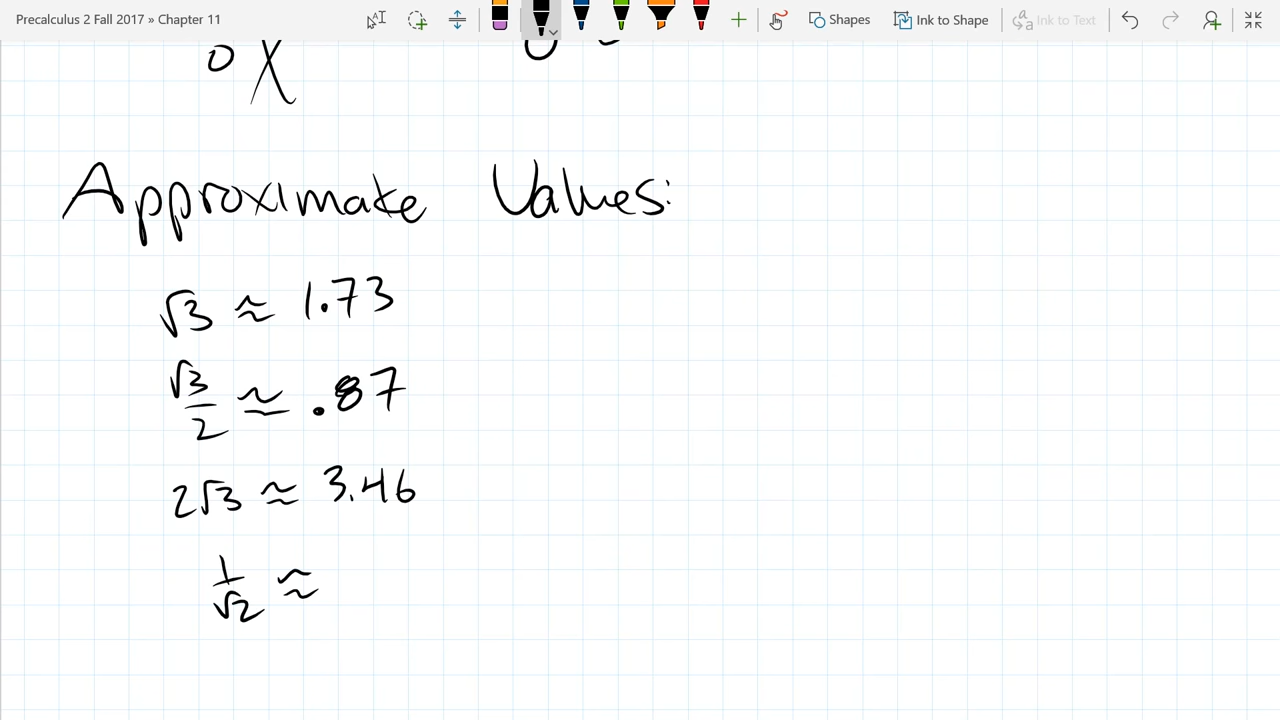 Precalculus 2 Fall 2017 » Chapter 11
Shapes Ink to Shape Ink to Text
Approximate Values:
√3 ≈ 1.73
√3/2 ≈ .87
2√3 ≈ 3.46
1/√2 ≈